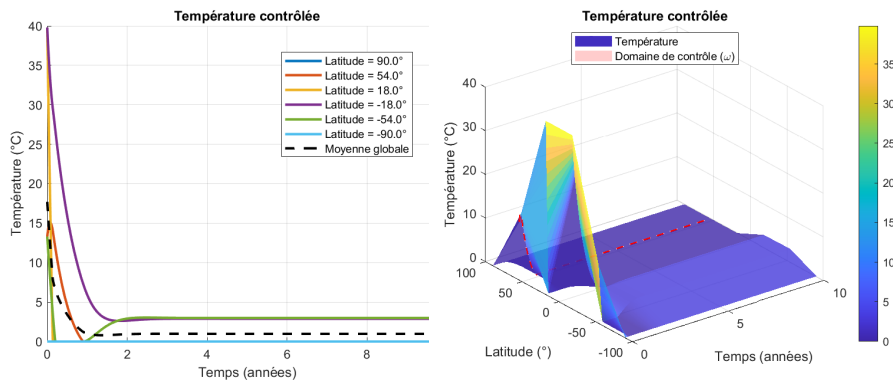 Température contrôlée
Température (°C)
40
35
30
25
20
15
10
5
0
0
2
4
6
8
Temps (années)
Latitude = 90.0°
Latitude = 54.0°
Latitude = 18.0°
Latitude = -18.0°
Latitude = -54.0°
Latitude = -90.0°
Moyenne globale
Température contrôlée
Température
Domaine de contrôle (ω)
Température (°C)
40
30
20
10
0
100
50
0
-50
-100
Latitude (°)
0
5
10
Temps (années)
35
30
25
20
15
10
5
0